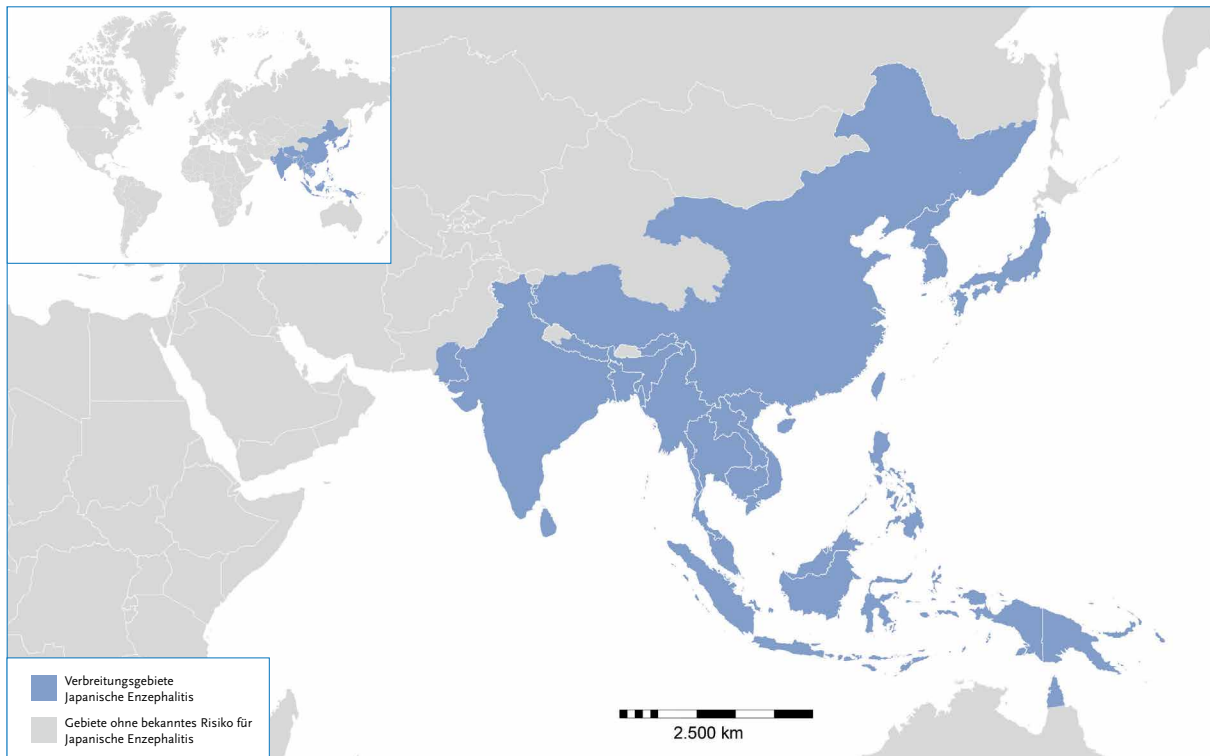 Verbreitungsgebiete
Japanische Enzephalitis
Gebiete ohne bekanntes Risiko für
Japanische Enzephalitis
2.500 km